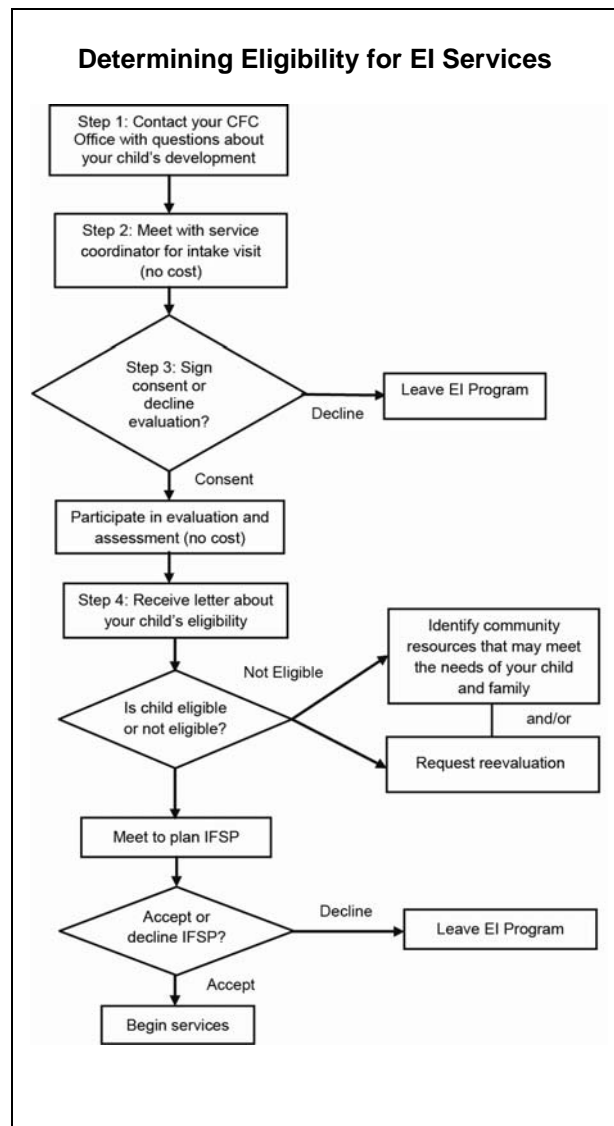 Determining Eligibility for EI Services
Step 1: Contact your CFC
Office with questions about
your child's development
Step 2: Meet with service
coordinator for intake visit
(no cost)
Step 3: Sign
consent or
decline
evaluation?
Decline
Leave EI Program
Consent
Participate in evaluation and
assessment (no cost)
Step 4: Receive letter about
your child's eligibility
Is child eligible
or not eligible?
Not Eligible
Identify community
resources that may meet
the needs of your child
and family
and/or
Request reevaluation
Meet to plan IFSP
Accept or
decline IFSP?
Decline
Leave EI Program
Accept
Begin services